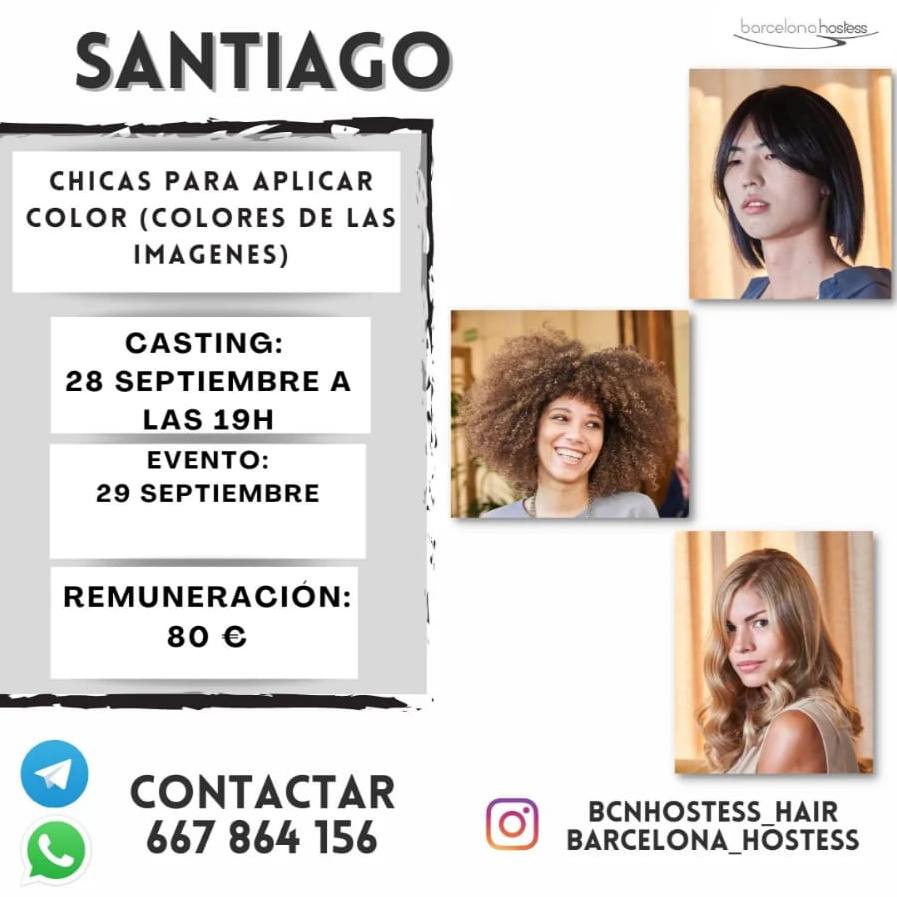 SANTIAGO
barcelonahostess
CHICAS PARA APLICAR
COLOR (COLORES DE LAS
IMAGENES)
CASTING:
28 SEPTIEMBRE A
LAS 19H
EVENTO:
29 SEPTIEMBRE
REMUNERACIÓN:
80 €
CONTACTAR
667 864 156
BCNHOSTESS_HAIR
BARCELONA_HOSTESS